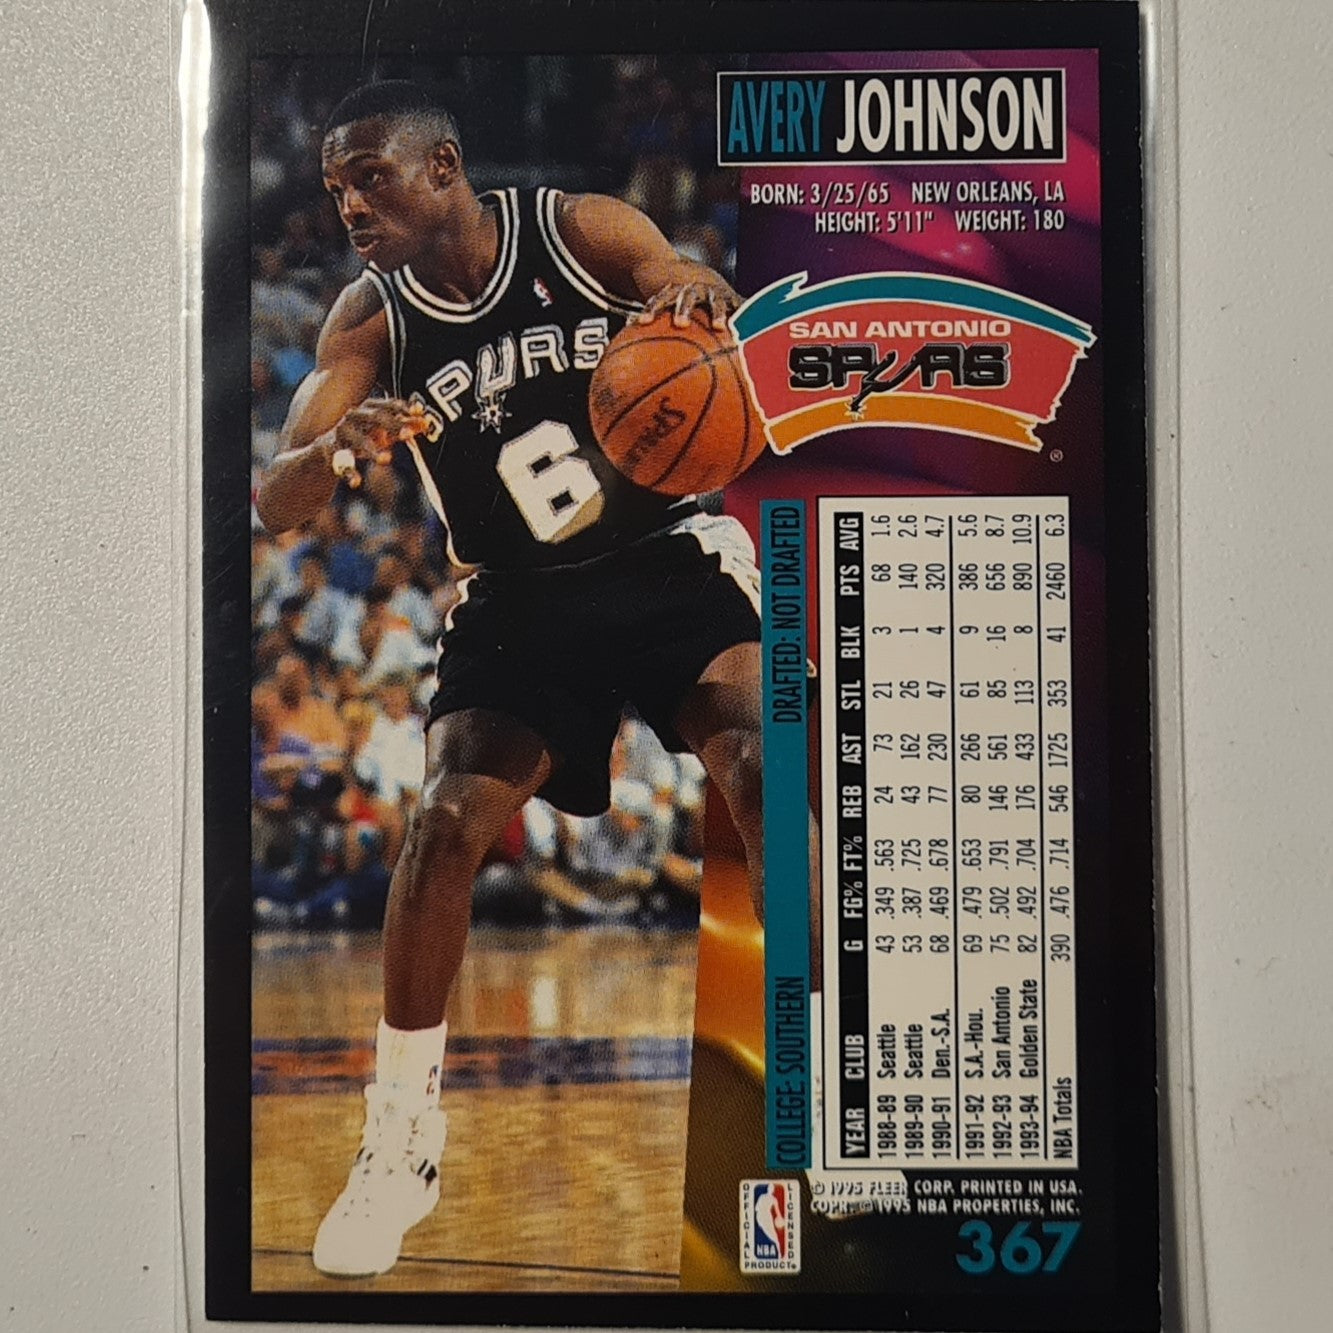 AVERY JOHNSON
BORN: 3/25/65 NEW ORLEANS, LA
HEIGHT: 5'11" WEIGHT: 180
SAN ANTONIO
SPURS
®
SPURS
6
SPALDING
COLLEGE: SOUTHERN DRAFTED: NOT DRAFTED
YEAR CLUB G FG% FT% REB AST STL BLK PTS AVG
1988-89 Seattle 43 .349 .563 24 73 21 3 68 1.6
1989-90 Seattle 53 .387 .725 43 162 26 1 140 2.6
1990-91 Den.-S.A. 68 .469 .678 77 230 47 4 320 4.7
1991-92 S.A.-Hou. 69 .479 .653 80 266 61 9 386 5.6
1992-93 San Antonio 75 .502 .791 146 561 85 16 656 8.7
1993-94 Golden State 82 .492 .704 176 433 113 8 890 10.9
NBA Totals 390 .476 .714 546 1725 353 41 2460 6.3
OFFICIAL LICENSED
NBA
PRODUCT®
© 1995 FLEER CORP. PRINTED IN USA.
COPR. © 1995 NBA PROPERTIES, INC.
367